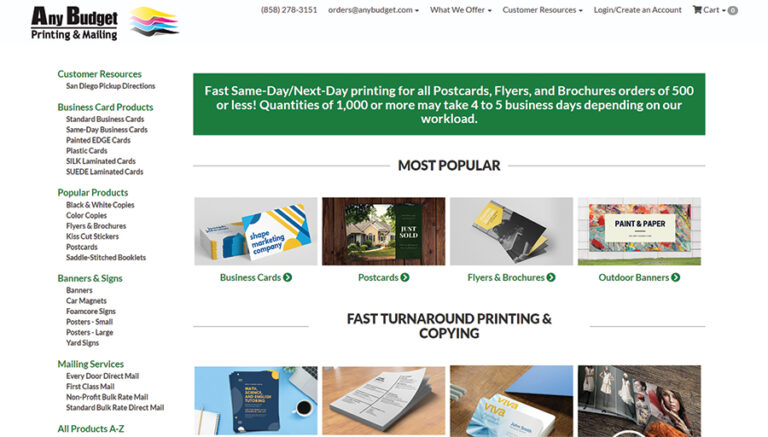 Any Budget
Printing & Mailing
(858) 278-3151
orders@anybudget.com
What We Offer
Customer Resources
Login/Create an Account
Cart
0
Customer Resources
San Diego Pickup Directions
Business Card Products
Standard Business Cards
Same-Day Business Cards
Painted EDGE Cards
Plastic Cards
SILK Laminated Cards
SUEDE Laminated Cards
Popular Products
Black & White Copies
Color Copies
Flyers & Brochures
Kiss Cut Stickers
Postcards
Saddle-Stitched Booklets
Banners & Signs
Banners
Car Magnets
Foamcore Signs
Posters - Small
Posters - Large
Yard Signs
Mailing Services
Every Door Direct Mail
First Class Mail
Non-Profit Bulk Rate Mail
Standard Bulk Rate Direct Mail
All Products A-Z
Fast Same-Day/Next-Day printing for all Postcards, Flyers, and Brochures orders of 500
or less! Quantities of 1,000 or more may take 4 to 5 business days depending on our
workload.
MOST POPULAR
shape
marketing
company
JUST
SOLD
PAINT & PAPER
Business Cards
Postcards
Flyers & Brochures
Outdoor Banners
FAST TURNAROUND PRINTING &
COPYING
MATH,
SCIENCE,
AND ENGLISH
TUTORING
viva
viva
John Smith